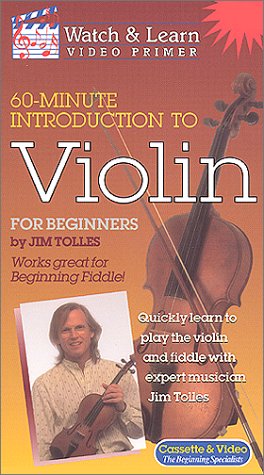 Watch & Learn
VIDEO PRIMER
60-MINUTE
INTRODUCTION TO
Violin
FOR BEGINNERS
by JIM TOLLES
Works great for
Beginning Fiddle!
Quickly learn to
play the violin
and fiddle with
expert musician
Jim Tolles
Cassette & Video
The Beginning Specialists